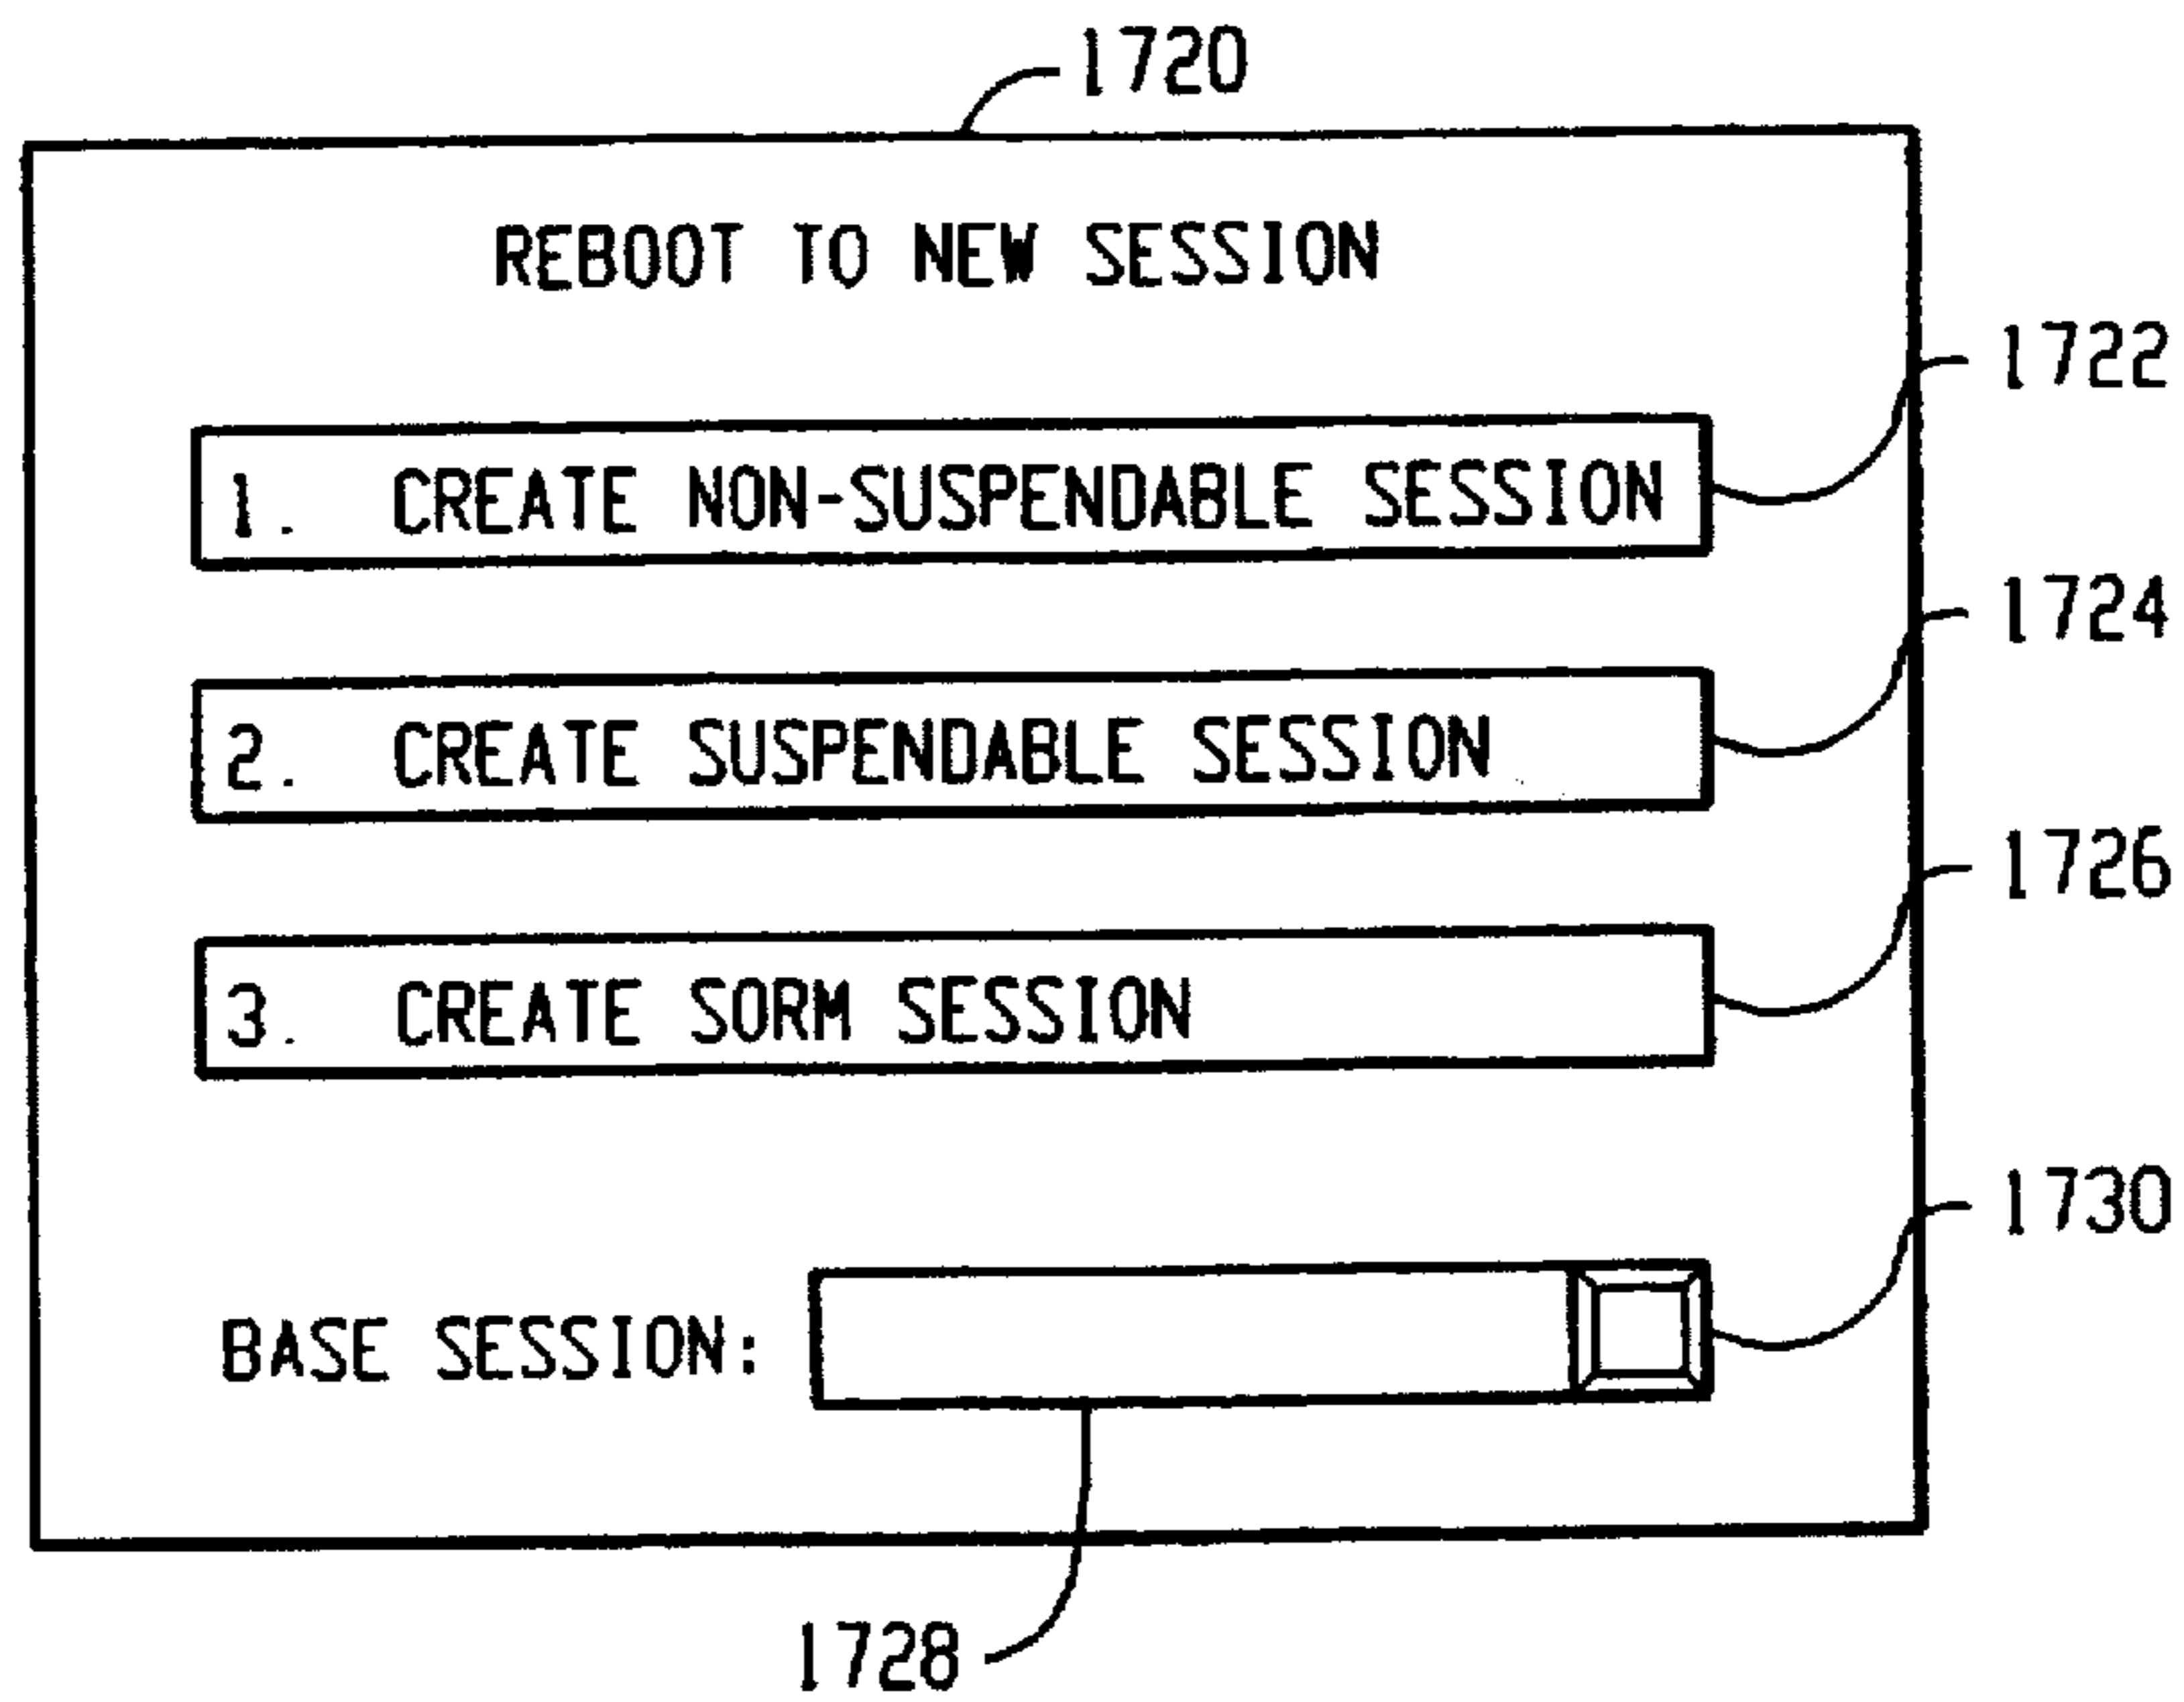 1720
REBOOT TO NEW SESSION
1722
1. CREATE NON-SUSPENDABLE SESSION
1724
2. CREATE SUSPENDABLE SESSION
1726
3. CREATE SORM SESSION
1730
BASE SESSION:
1728